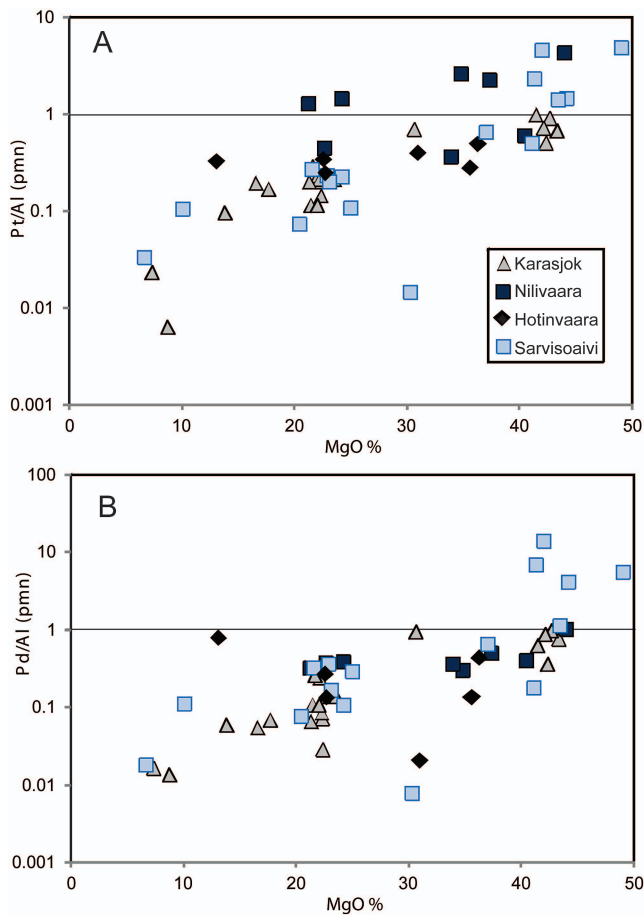 10
A
1
Pt/Al (pmn)
0.1
Karasjok
Nilivaara
0.01
Hotinvaara
Sarvisoaivi
0.001
0 10 20 30 40 50
MgO %
100
B
10
Pd/Al (pmn)
1
0.1
0.01
0.001
0 10 20 30 40 50
MgO %